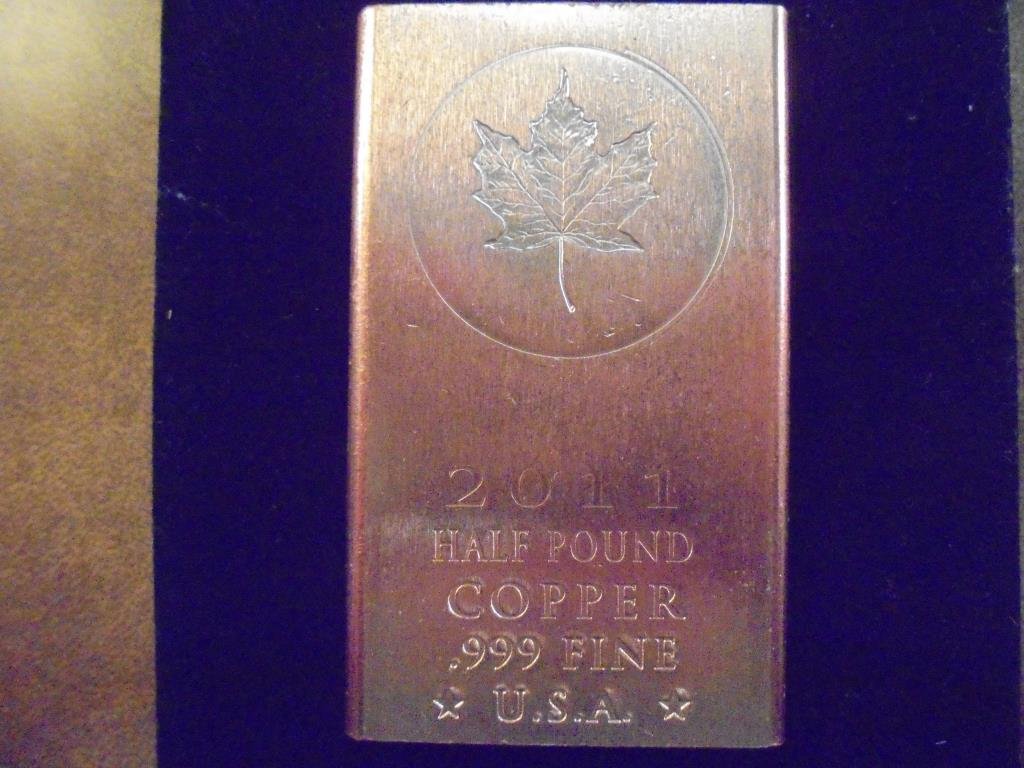 2011
HALF POUND
COPPER
.999 FINE
★ U.S.A. ★